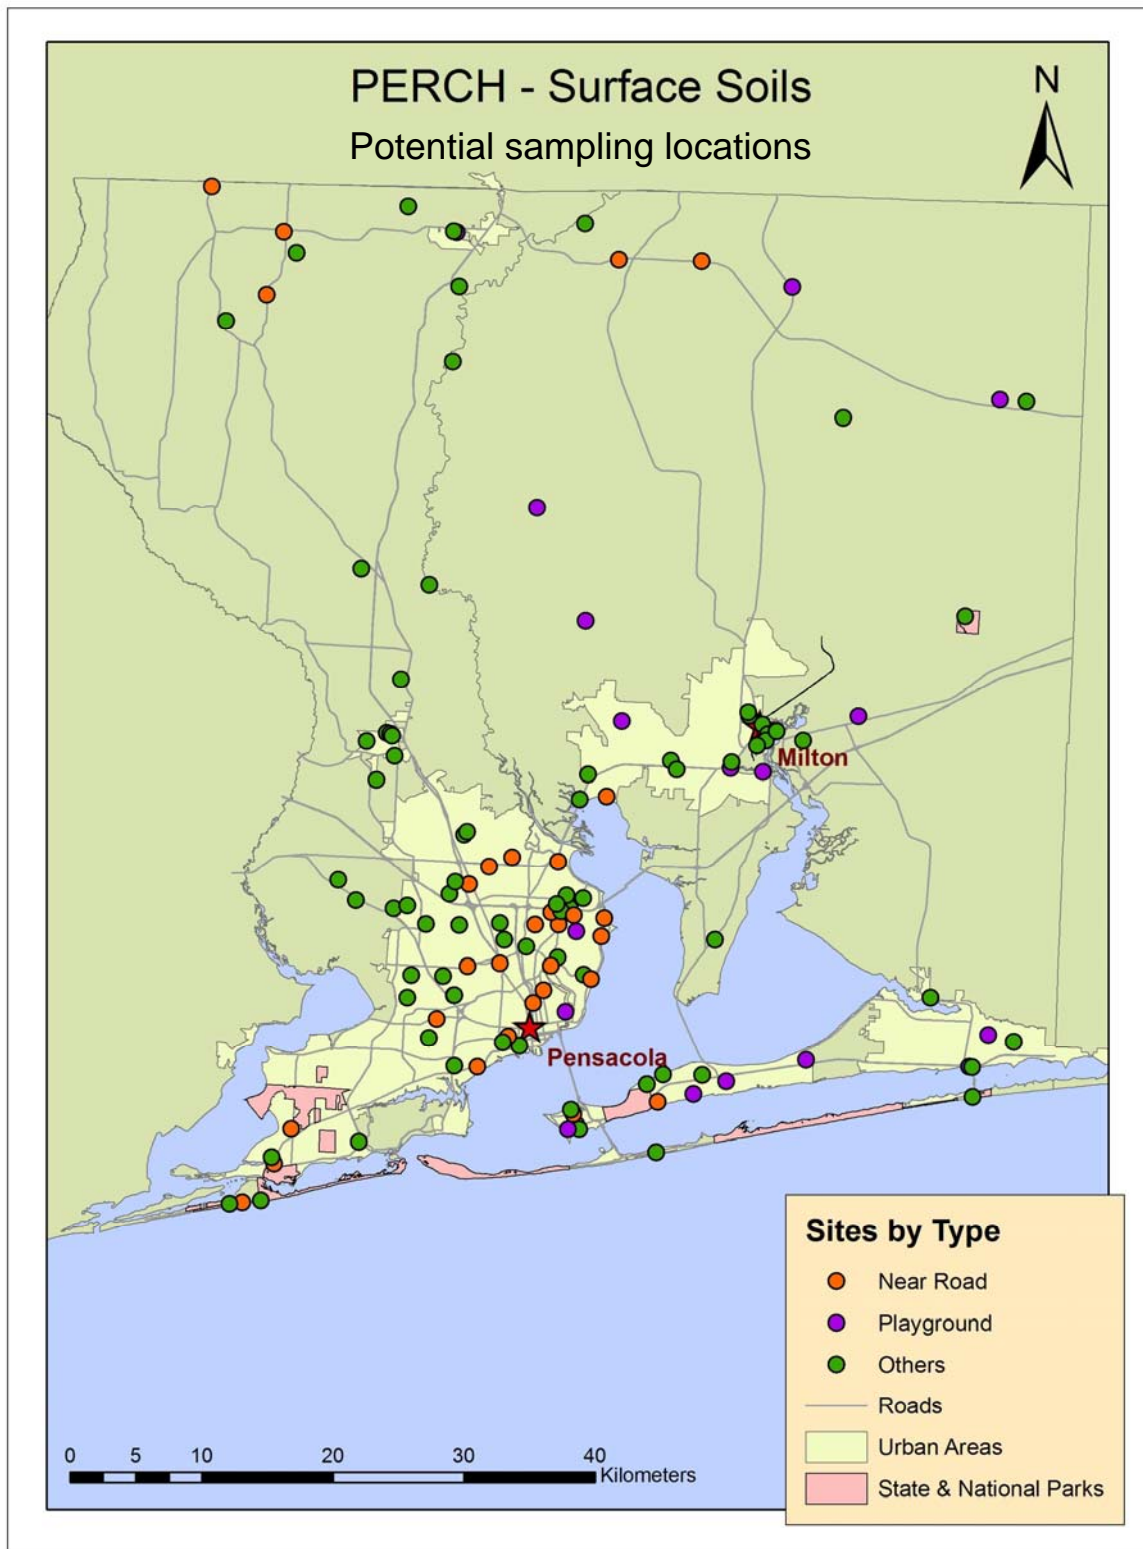 PERCH - Surface Soils
Potential sampling locations
N
Milton
Pensacola
Sites by Type
Near Road
Playground
Others
Roads
Urban Areas
State & National Parks
0 5 10 20 30 40
Kilometers